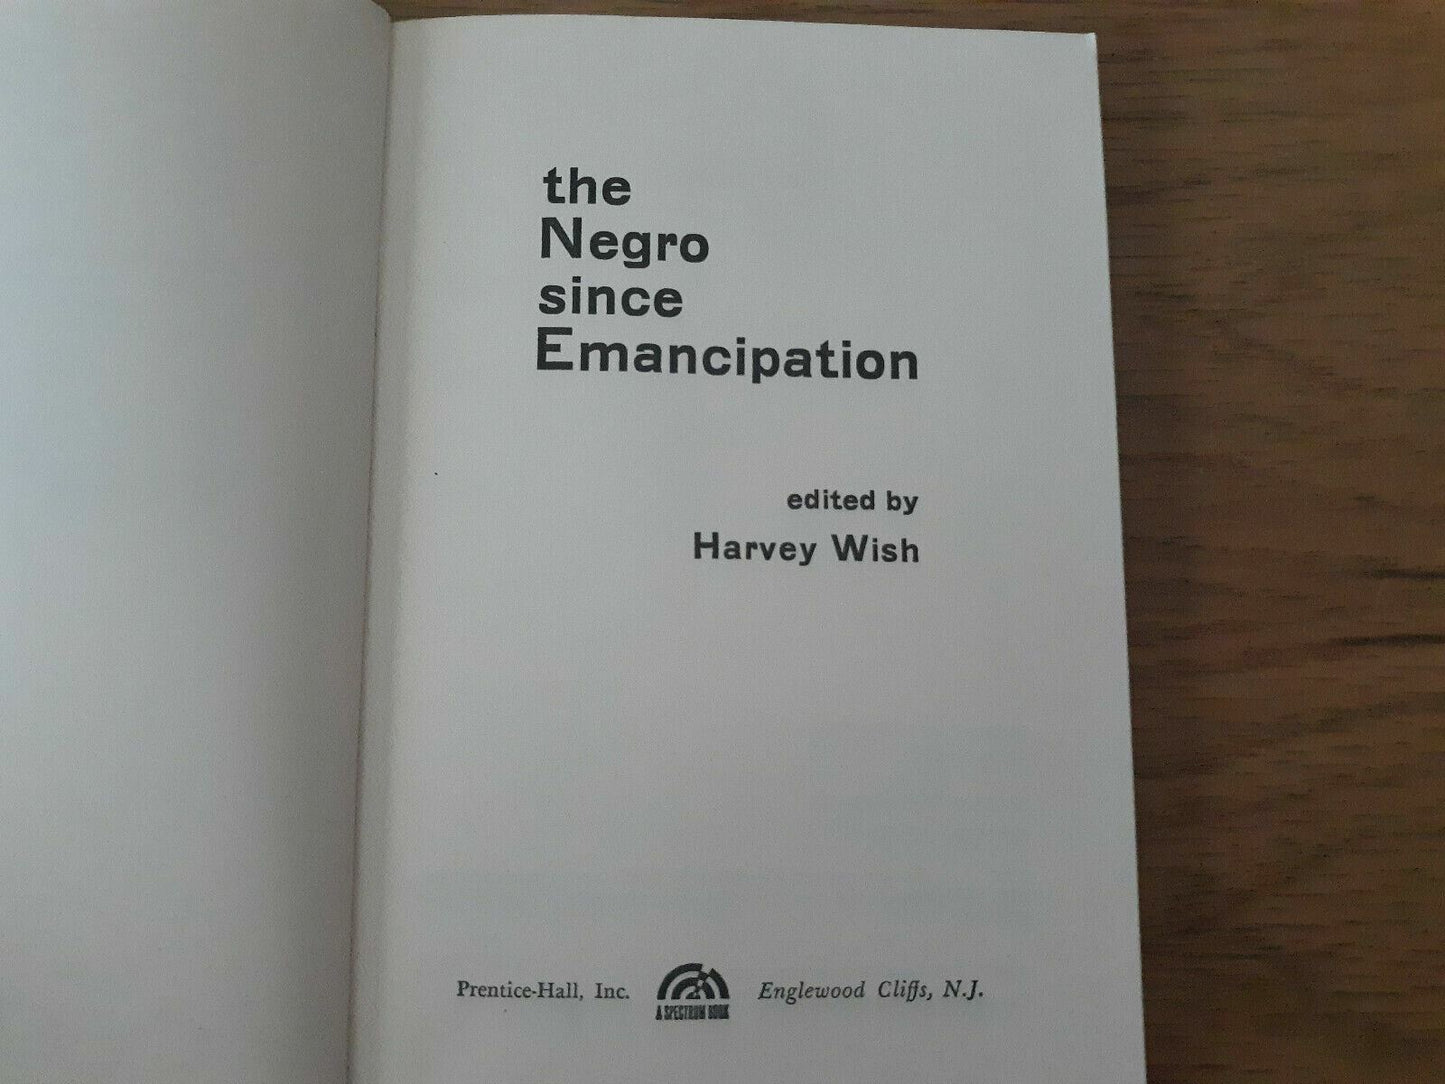 the
Negro
since
Emancipation
edited by
Harvey Wish
Prentice-Hall, Inc.
A SPECTRUM BOOK
Englewood Cliffs, N.J.